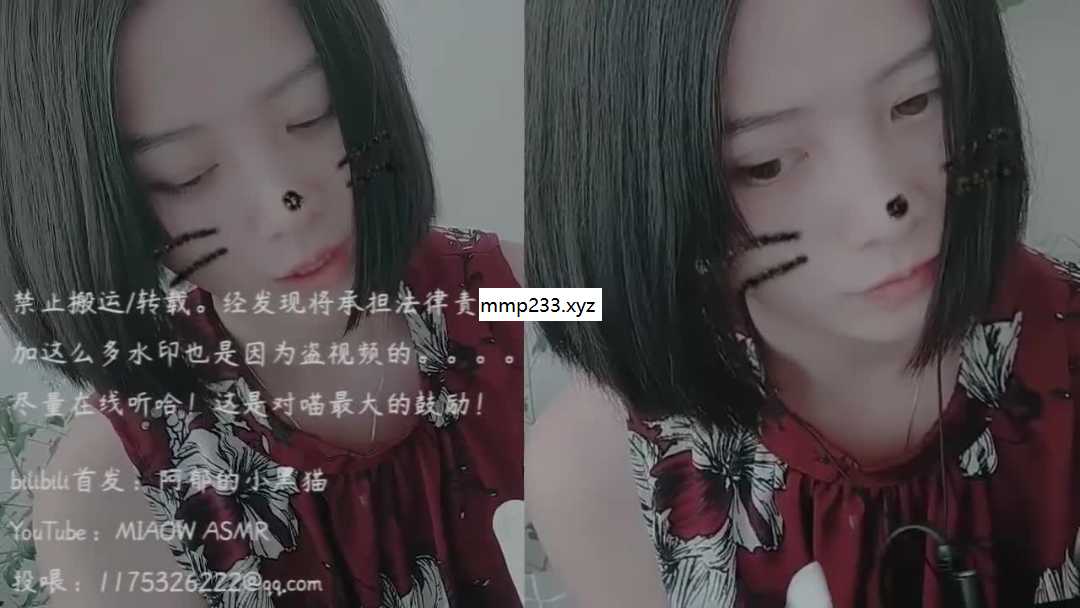 禁止搬运/转载。经发现将承担法律责
mmp233.xyz
加这么多水印也是因为盗视频的。。。。
尽量在线听哈！这是对喵最大的鼓励！
bilibili首发：阿郁的小黑猫
YouTube：MIAOW ASMR
投喂：1175326222@qq.com